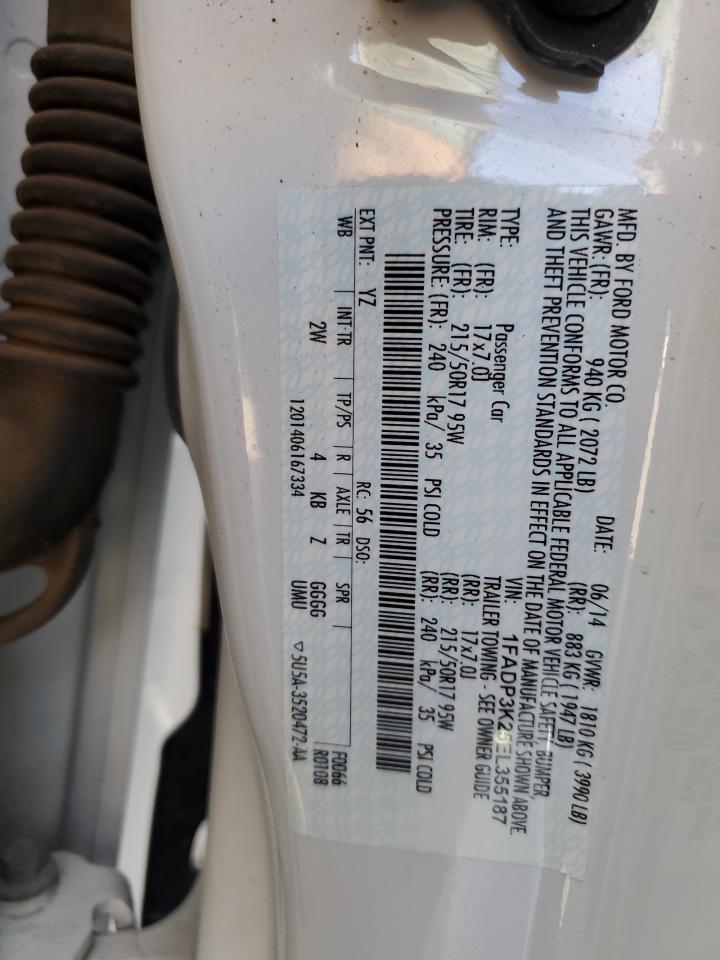 MFD. BY FORD MOTOR CO. DATE: 06/14 GVWR: 1810 KG ( 3990 LB)
GAWR: (FR): 940 KG ( 2072 LB) (RR): 883 KG ( 1947 LB)
THIS VEHICLE CONFORMS TO ALL APPLICABLE FEDERAL MOTOR VEHICLE SAFETY, BUMPER,
AND THEFT PREVENTION STANDARDS IN EFFECT ON THE DATE OF MANUFACTURE SHOWN ABOVE.
VIN: 1FADP3K25EL355187
TYPE: Passenger Car TRAILER TOWING - SEE OWNER GUIDE
RIM: (FR): 17x7.0J (RR): 17x7.0J
TIRE: (FR): 215/50R17 95W (RR): 215/50R17 95W
PRESSURE: (FR): 240 kPa/ 35 PSI COLD (RR): 240 kPa/ 35 PSI COLD
EXT PNT: YZ RC: 56 DSO: F0066
WB INT-TR TP/PS R AXLE TR SPR R0108
2W 4 KB Z GGGG
1201406167334 UMU ▽ 5U5A-3520472-AA